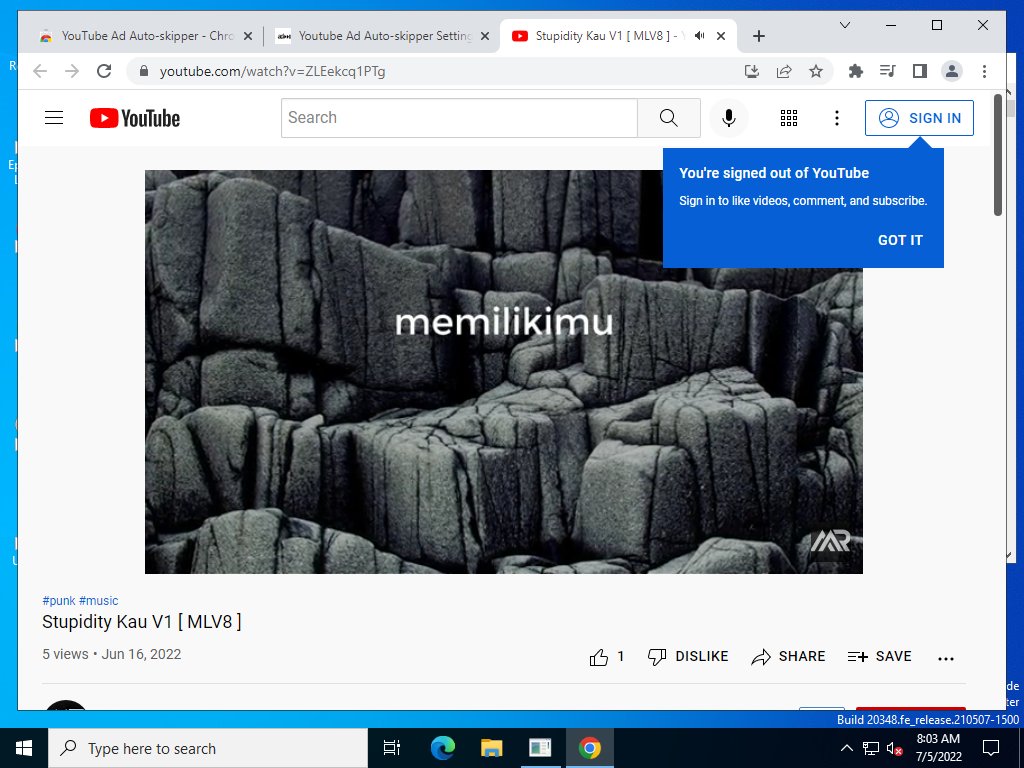 YouTube Ad Auto-skipper - Chro
Youtube Ad Auto-skipper Setting
Stupidity Kau V1 [ MLV8 ] - Y
youtube.com/watch?v=ZLEekcq1PTg
YouTube
Search
SIGN IN
You're signed out of YouTube
Sign in to like videos, comment, and subscribe.
GOT IT
memilikimu
#punk #music
Stupidity Kau V1 [ MLV8 ]
5 views • Jun 16, 2022
1
DISLIKE
SHARE
SAVE
Build 20348.fe_release.210507-1500
Type here to search
8:03 AM
7/5/2022